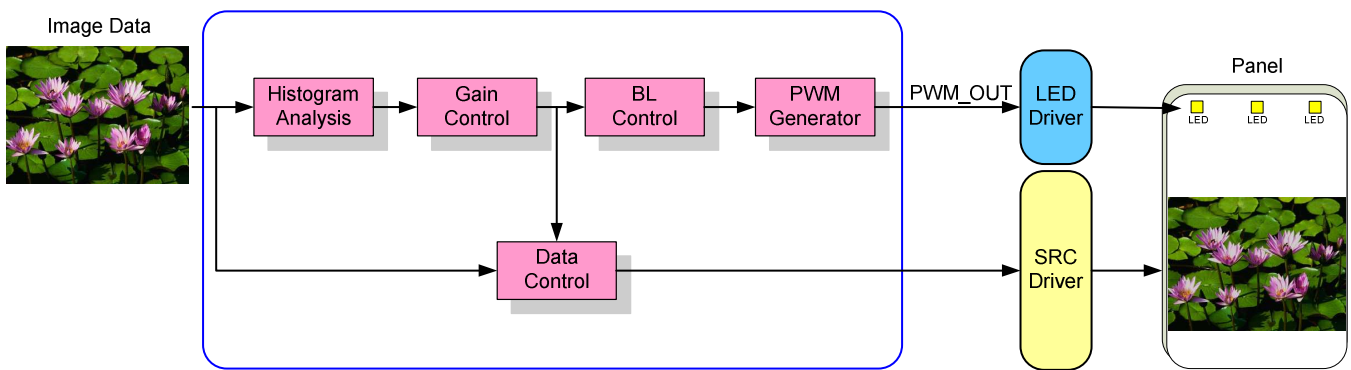 Image Data
Histogram
Analysis
Gain
Control
BL
Control
PWM
Generator
PWM_OUT
LED
Driver
Panel
LED
LED
LED
Data
Control
SRC
Driver